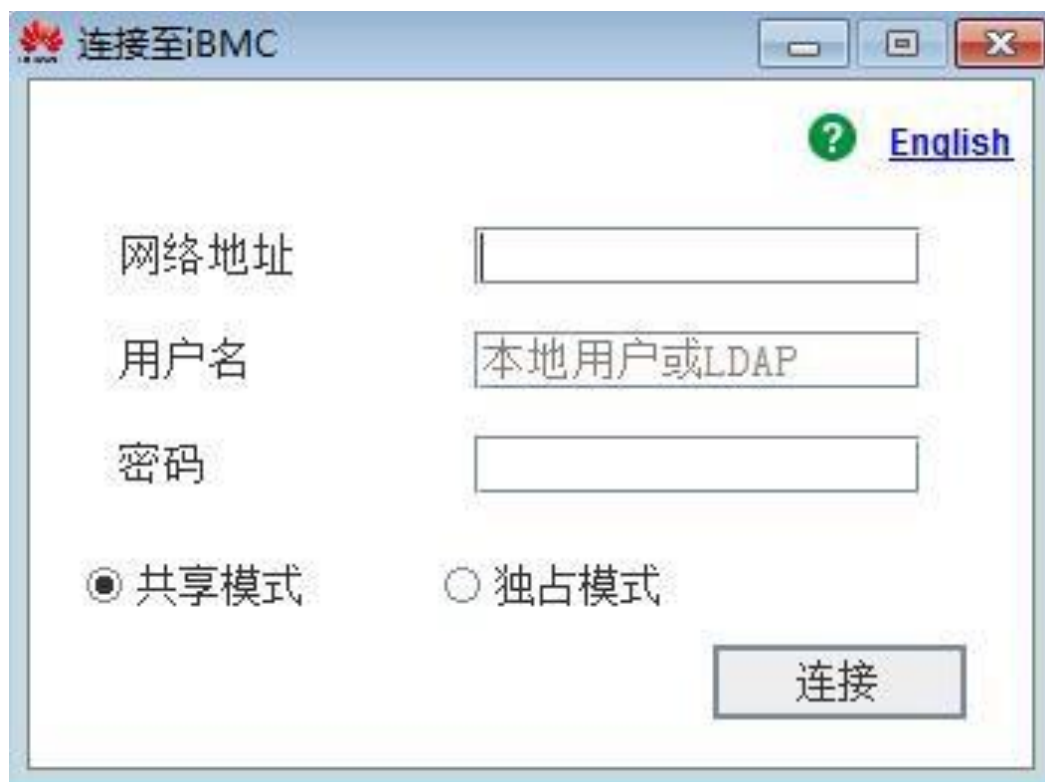 连接至iBMC
? English
网络地址
用户名 本地用户或LDAP
密码
共享模式 独占模式
连接